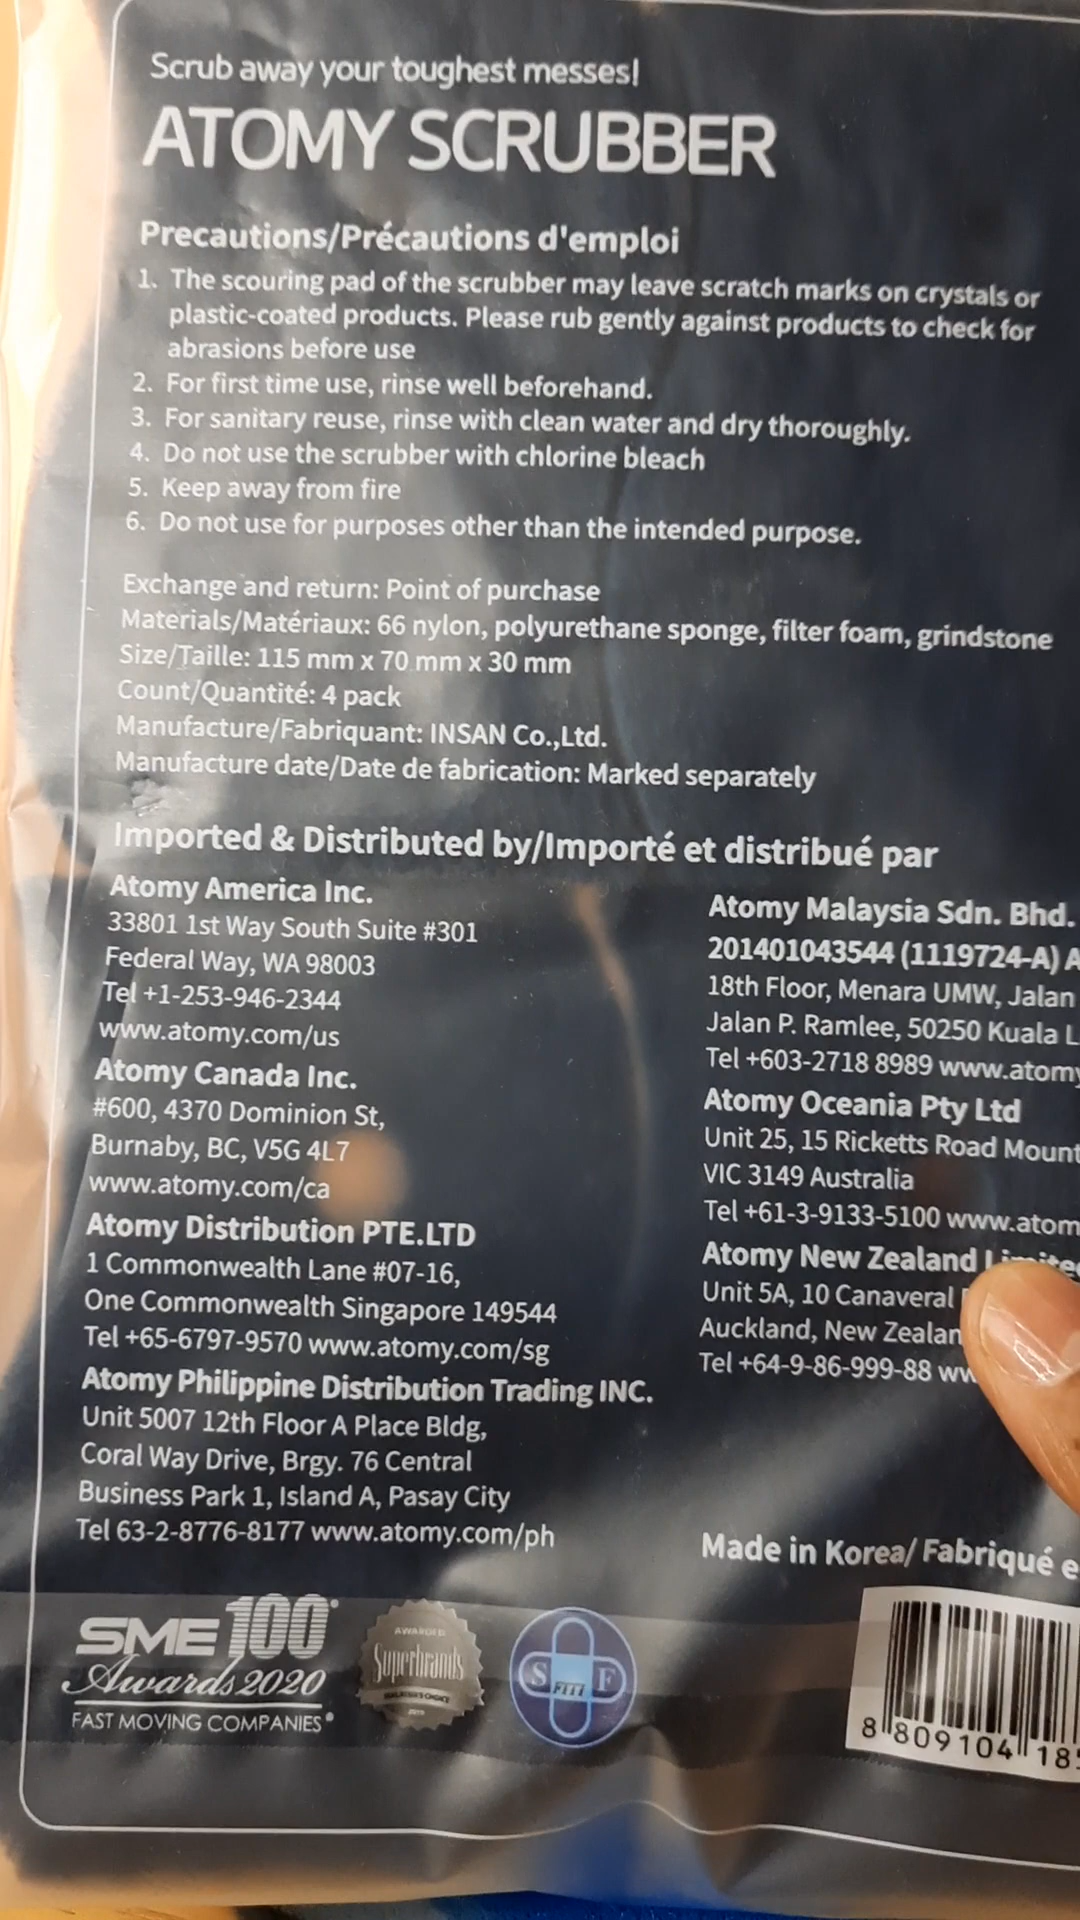 Scrub away your toughest messes!
ATOMY SCRUBBER
Precautions/Précautions d'emploi
1. The scouring pad of the scrubber may leave scratch marks on crystals or
plastic-coated products. Please rub gently against products to check for
abrasions before use
2. For first time use, rinse well beforehand.
3. For sanitary reuse, rinse with clean water and dry thoroughly.
4. Do not use the scrubber with chlorine bleach
5. Keep away from fire
6. Do not use for purposes other than the intended purpose.
Exchange and return: Point of purchase
Materials/Matériaux: 66 nylon, polyurethane sponge, filter foam, grindstone
Size/Taille: 115 mm x 70 mm x 30 mm
Count/Quantité: 4 pack
Manufacture/Fabriquant: INSAN Co.,Ltd.
Manufacture date/Date de fabrication: Marked separately
Imported & Distributed by/Importé et distribué par
Atomy America Inc.
33801 1st Way South Suite #301
Federal Way, WA 98003
Tel +1-253-946-2344
www.atomy.com/us
Atomy Canada Inc.
#600, 4370 Dominion St,
Burnaby, BC, V5G 4L7
www.atomy.com/ca
Atomy Distribution PTE.LTD
1 Commonwealth Lane #07-16,
One Commonwealth Singapore 149544
Tel +65-6797-9570 www.atomy.com/sg
Atomy Philippine Distribution Trading INC.
Unit 5007 12th Floor A Place Bldg,
Coral Way Drive, Brgy. 76 Central
Business Park 1, Island A, Pasay City
Tel 63-2-8776-8177 www.atomy.com/ph
Atomy Malaysia Sdn. Bhd.
201401043544 (1119724-A) A
18th Floor, Menara UMW, Jalan
Jalan P. Ramlee, 50250 Kuala L
Tel +603-2718 8989 www.atomy
Atomy Oceania Pty Ltd
Unit 25, 15 Ricketts Road Mount
VIC 3149 Australia
Tel +61-3-9133-5100 www.atom
Atomy New Zealand Limited
Unit 5A, 10 Canaveral
Auckland, New Zealan
Tel +64-9-86-999-88 ww
Made in Korea/ Fabriqué e
SME 100
Awards 2020
FAST MOVING COMPANIES
AWARDED
Superbrands
S FITI F
8 809104 18